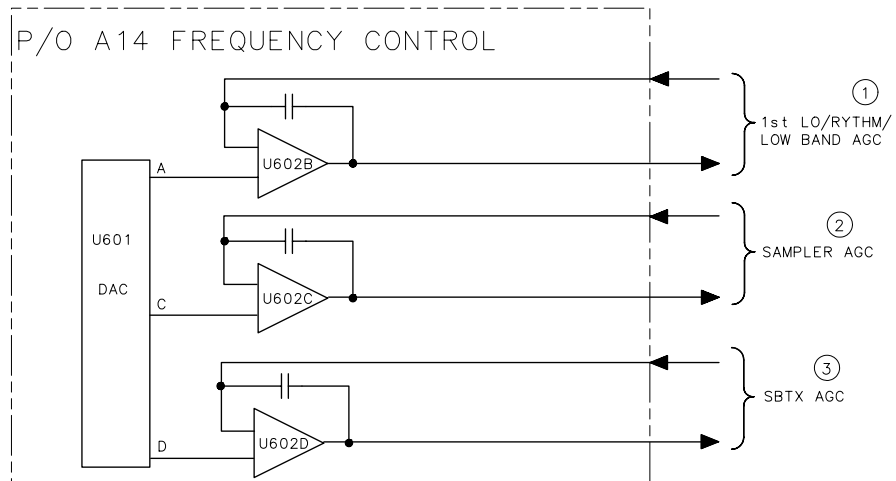 P/O A14 FREQUENCY CONTROL
1
1st LO/RYTHM/
LOW BAND AGC
U602B
A
U601
DAC
2
SAMPLER AGC
U602C
C
3
SBTX AGC
U602D
D